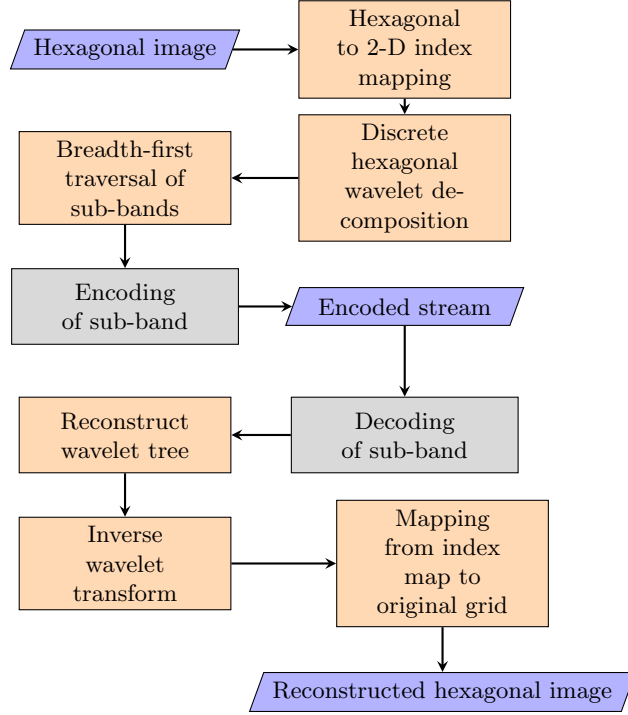 Hexagonal image
Hexagonal
to 2-D index
mapping
Discrete
hexagonal
wavelet de-
composition
Breadth-first
traversal of
sub-bands
Encoding
of sub-band
Encoded stream
Decoding
of sub-band
Reconstruct
wavelet tree
Inverse
wavelet
transform
Mapping
from index
map to
original grid
Reconstructed hexagonal image